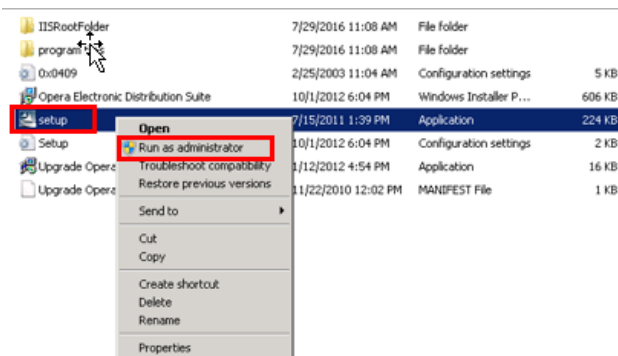 IISRootFolder 7/29/2016 11:08 AM File folder
program 7/29/2016 11:08 AM File folder
0x0409 2/25/2003 11:04 AM Configuration settings 5 KB
Opera Electronic Distribution Suite 10/1/2012 6:04 PM Windows Installer P... 606 KB
setup 7/15/2011 1:39 PM Application 224 KB
Setup 10/1/2012 6:04 PM Configuration settings 2 KB
Upgrade Opera 1/12/2012 4:54 PM Application 16 KB
Upgrade Opera 11/22/2010 12:02 PM MANIFEST File 1 KB
Open
Run as administrator
Troubleshoot compatibility
Restore previous versions
Send to
Cut
Copy
Create shortcut
Delete
Rename
Properties